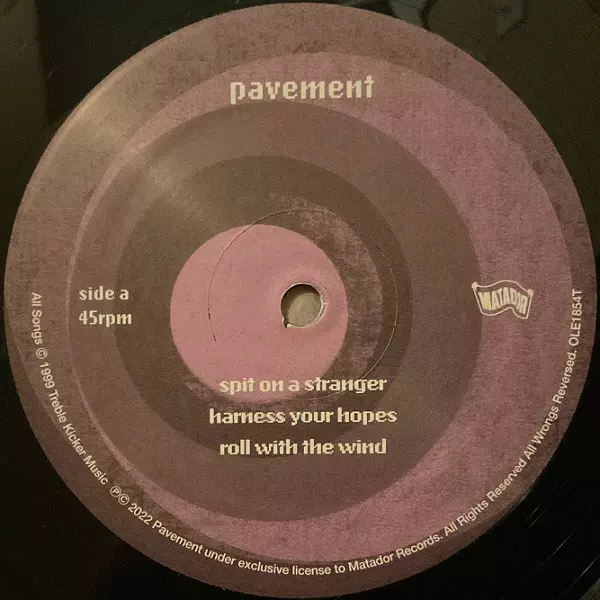 pavement
side a
45rpm
MATADOR
spit on a stranger
harness your hopes
roll with the wind
All Songs © 1999 Treble Kicker Music ℗© 2022 Pavement under exclusive license to Matador Records. All Rights Reserved All Wrongs Reversed. OLE1854T